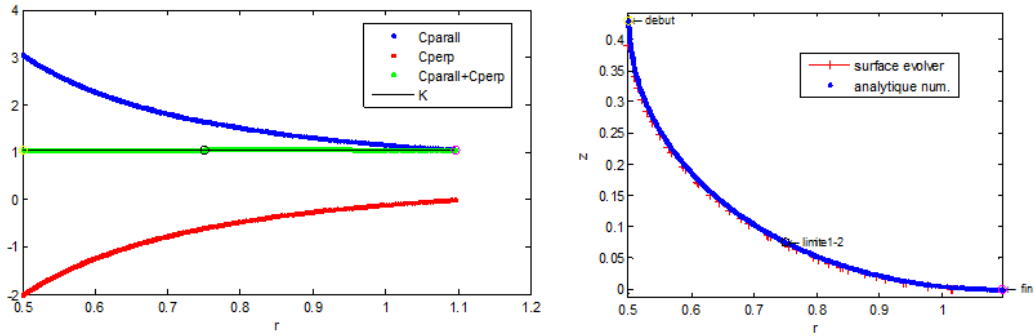 4
3
2
1
0
-1
-2
0.5 0.6 0.7 0.8 0.9 1 1.1 1.2
r
Cparall
Cperp
Cparall+Cperp
K
0.4
0.35
0.3
0.25
0.2
0.15
0.1
0.05
0
z
0.5 0.6 0.7 0.8 0.9 1
r
debut
surface evolver
analytique num.
limite1-2
fin